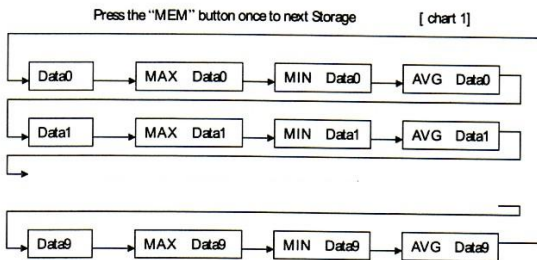 Press the “MEM” button once to next Storage [ chart 1]
Data0 MAX Data0 MIN Data0 AVG Data0
Data1 MAX Data1 MIN Data1 AVG Data1
Data9 MAX Data9 MIN Data9 AVG Data9